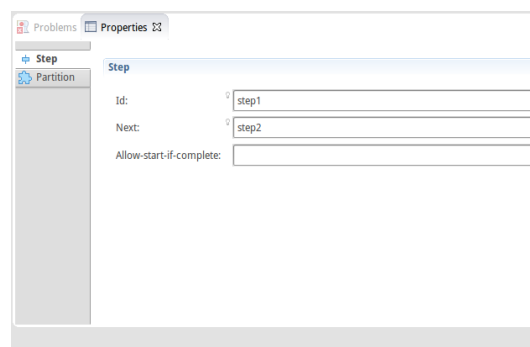 Problems Properties
Step
Partition
Step
Id: step1
Next: step2
Allow-start-if-complete: